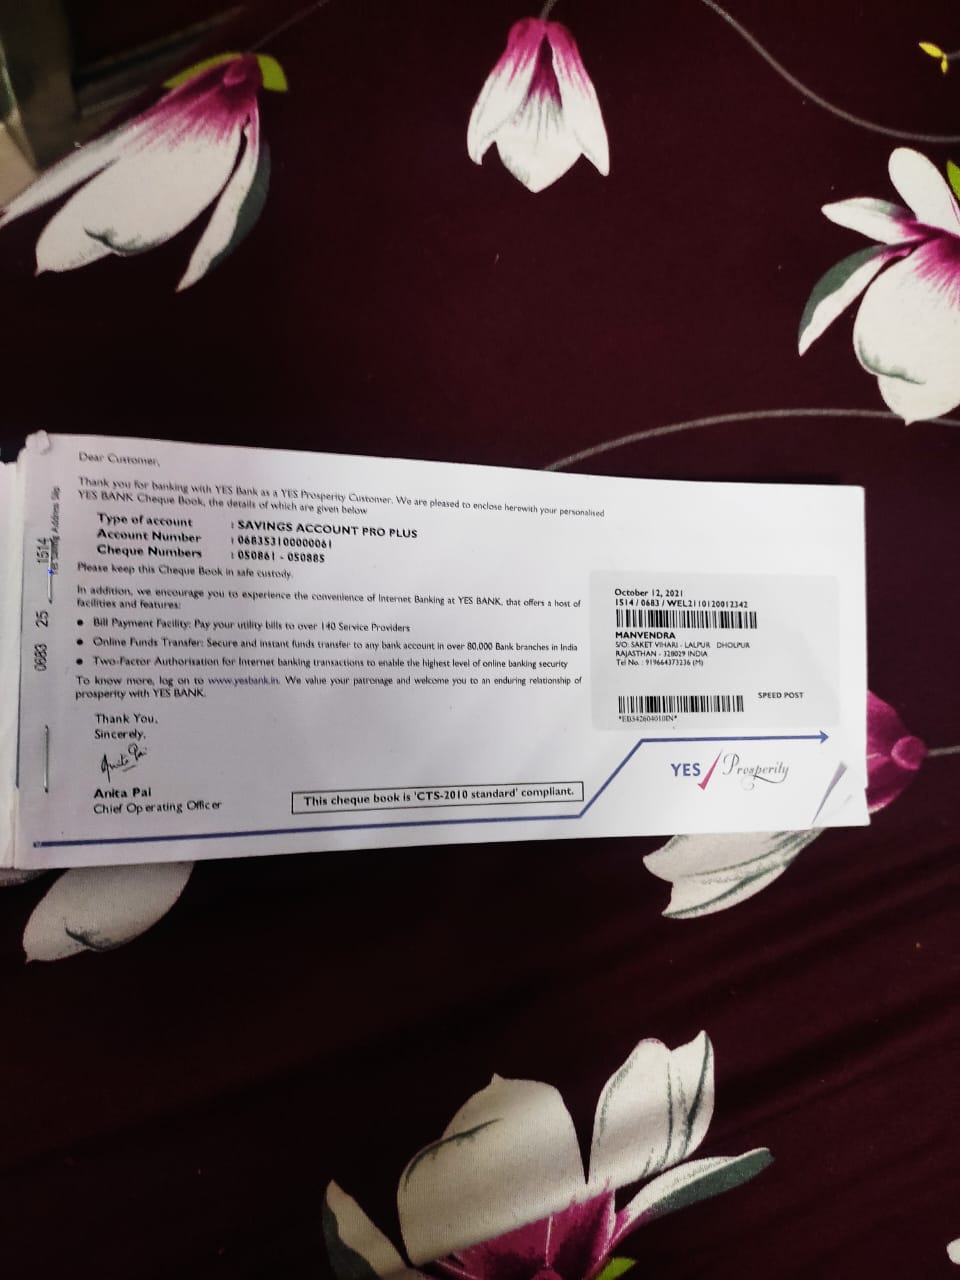 Dear Customer,
Thank you for banking with YES Bank as a YES Prosperity Customer. We are pleased to enclose herewith your personalised
YES BANK Cheque Book, the details of which are given below
Type of account : SAVINGS ACCOUNT PRO PLUS
Account Number : 068353100000061
Cheque Numbers : 050861 - 050885
Please keep this Cheque Book in safe custody.
In addition, we encourage you to experience the convenience of Internet Banking at YES BANK, that offers a host of
facilities and features:
• Bill Payment Facility: Pay your utility bills to over 140 Service Providers
• Online Funds Transfer: Secure and instant funds transfer to any bank account in over 80,000 Bank branches in India
• Two-Factor Authorisation for Internet banking transactions to enable the highest level of online banking security
To know more, log on to www.yesbank.in. We value your patronage and welcome you to an enduring relationship of
prosperity with YES BANK.
Thank You,
Sincerely,
Anita Pai
Anita Pai
Chief Operating Officer
This cheque book is 'CTS-2010 standard' compliant.
October 12, 2021
1514 / 0683 / WEL2110120012342
MANVENDRA
S/O: SAKET VIHARI - LALPUR DHOLPUR
RAJASTHAN - 328029 INDIA
Tel No. : 919664373236 (M)
SPEED POST
*EB342604010IN*
YES Prosperity
0683 25 1514
Address Slip